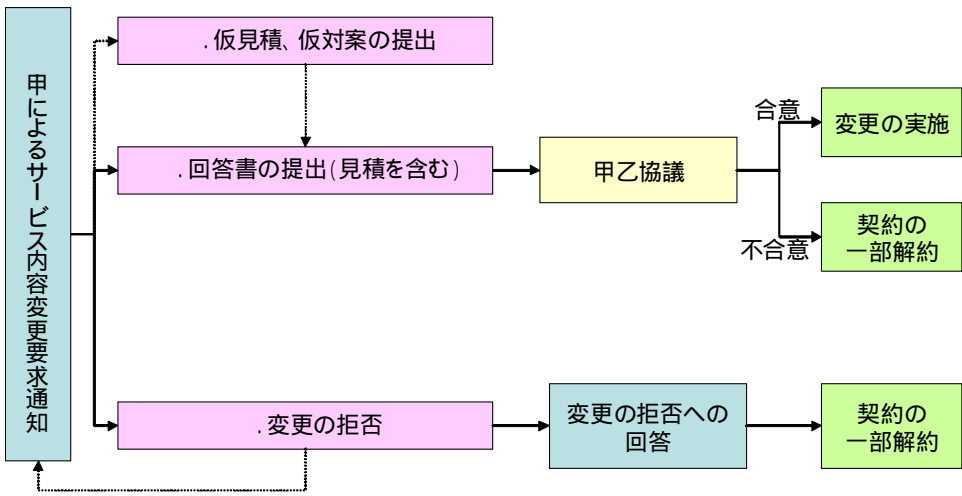 甲によるサービス内容変更要求通知
.仮見積、仮対案の提出
.回答書の提出(見積を含む)
甲乙協議
合意
変更の実施
不合意
契約の
一部解約
.変更の拒否
変更の拒否への
回答
契約の
一部解約